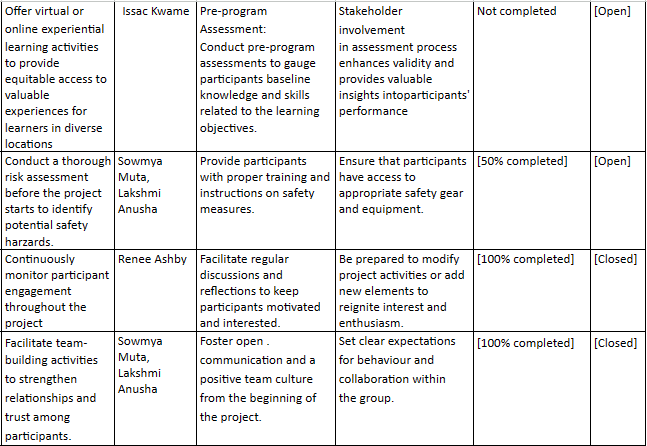 Offer virtual or
online experiential
learning activities
to provide
equitable access to
valuable
experiences for
learners in diverse
locations
Issac Kwame
Pre-program
Assessment:
Conduct pre-program
assessments to gauge
participants baseline
knowledge and skills
related to the learning
objectives.
Stakeholder
involvement
in assessment process
enhances validity and
provides valuable
insights intoparticipants'
performance
Not completed
[Open]
Conduct a thorough
risk assessment
before the project
starts to identify
potential safety
harzards.
Sowmya
Muta,
Lakshmi
Anusha
Provide participants
with proper training and
instructions on safety
measures.
Ensure that participants
have access to
appropriate safety gear
and equipment.
[50% completed]
[Open]
Continuously
monitor participant
engagement
throughout the
project
Renee Ashby
Facilitate regular
discussions and
reflections to keep
participants motivated
and interested.
Be prepared to modify
project activities or add
new elements to
reignite interest and
enthusiasm.
[100% completed]
[Closed]
Facilitate team-
building activities
to strengthen
relationships and
trust among
participants.
Sowmya
Muta,
Lakshmi
Anusha
Foster open .
communication and a
positive team culture
from the beginning of
the project.
Set clear expectations
for behaviour and
collaboration within
the group.
[100% completed]
[Closed]